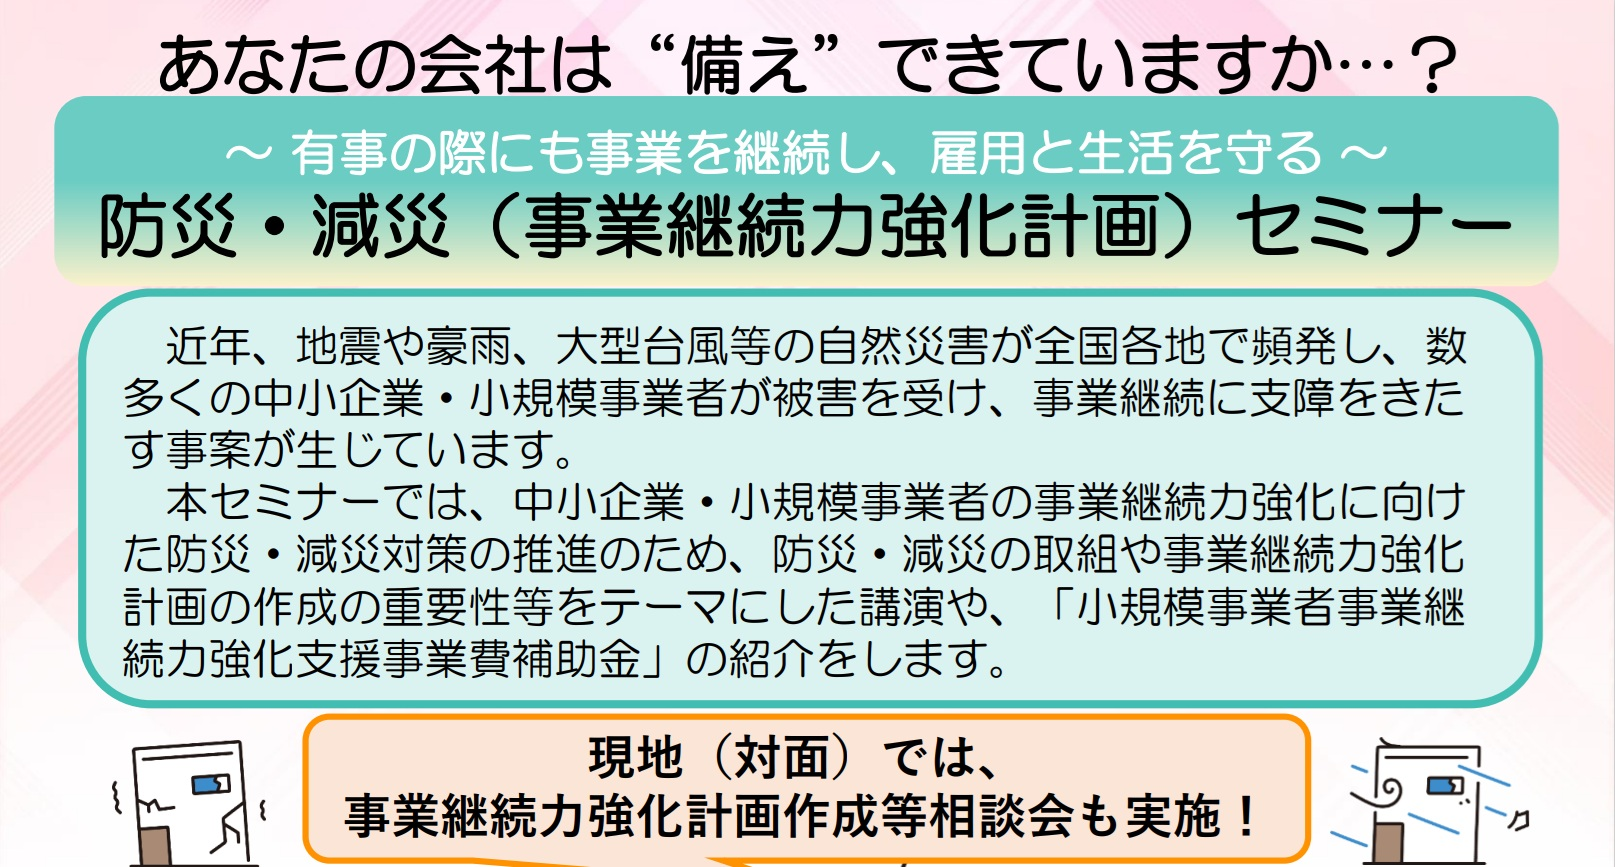 あなたの会社は“備え”できていますか…？
～ 有事の際にも事業を継続し、雇用と生活を守る ～
防災・減災（事業継続力強化計画）セミナー
近年、地震や豪雨、大型台風等の自然災害が全国各地で頻発し、数
多くの中小企業・小規模事業者が被害を受け、事業継続に支障をきた
す事案が生じています。
本セミナーでは、中小企業・小規模事業者の事業継続力強化に向け
た防災・減災対策の推進のため、防災・減災の取組や事業継続力強化
計画の作成の重要性等をテーマにした講演や、「小規模事業者事業継
続力強化支援事業費補助金」の紹介をします。
現地（対面）では、
事業継続力強化計画作成等相談会も実施！